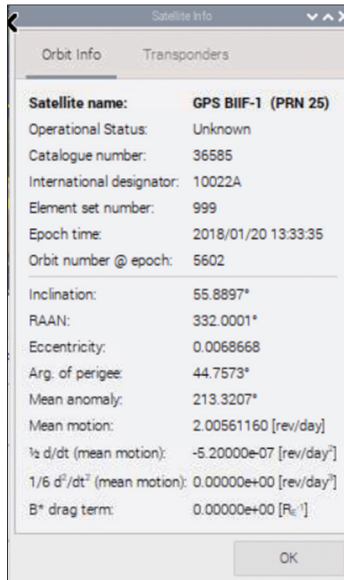 Satellite Info
Orbit Info Transponders
Satellite name: GPS BIIF-1 (PRN 25)
Operational Status: Unknown
Catalogue number: 36585
International designator: 10022A
Element set number: 999
Epoch time: 2018/01/20 13:33:35
Orbit number @ epoch: 5602
Inclination: 55.8897°
RAAN: 332.0001°
Eccentricity: 0.0068668
Arg. of perigee: 44.7573°
Mean anomaly: 213.3207°
Mean motion: 2.00561160 [rev/day]
½ d/dt (mean motion): -5.20000e-07 [rev/day²]
1/6 d²/dt² (mean motion): 0.00000e+00 [rev/day³]
B* drag term: 0.00000e+00 [Rᴇ⁻¹]
OK